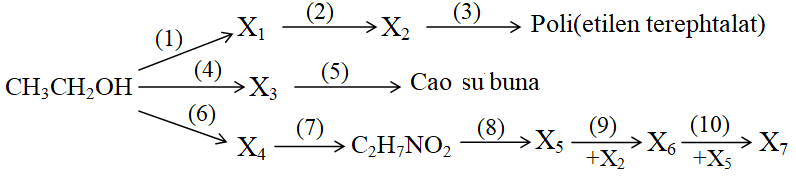 (1) X₁ (2) X₂ (3) Poli(etilen terephtalat)
CH₃CH₂OH (4) X₃ (5) Cao su buna
(6) X₄ (7) C₂H₇NO₂ (8) X₅ (9) +X₂ X₆ (10) +X₅ X₇